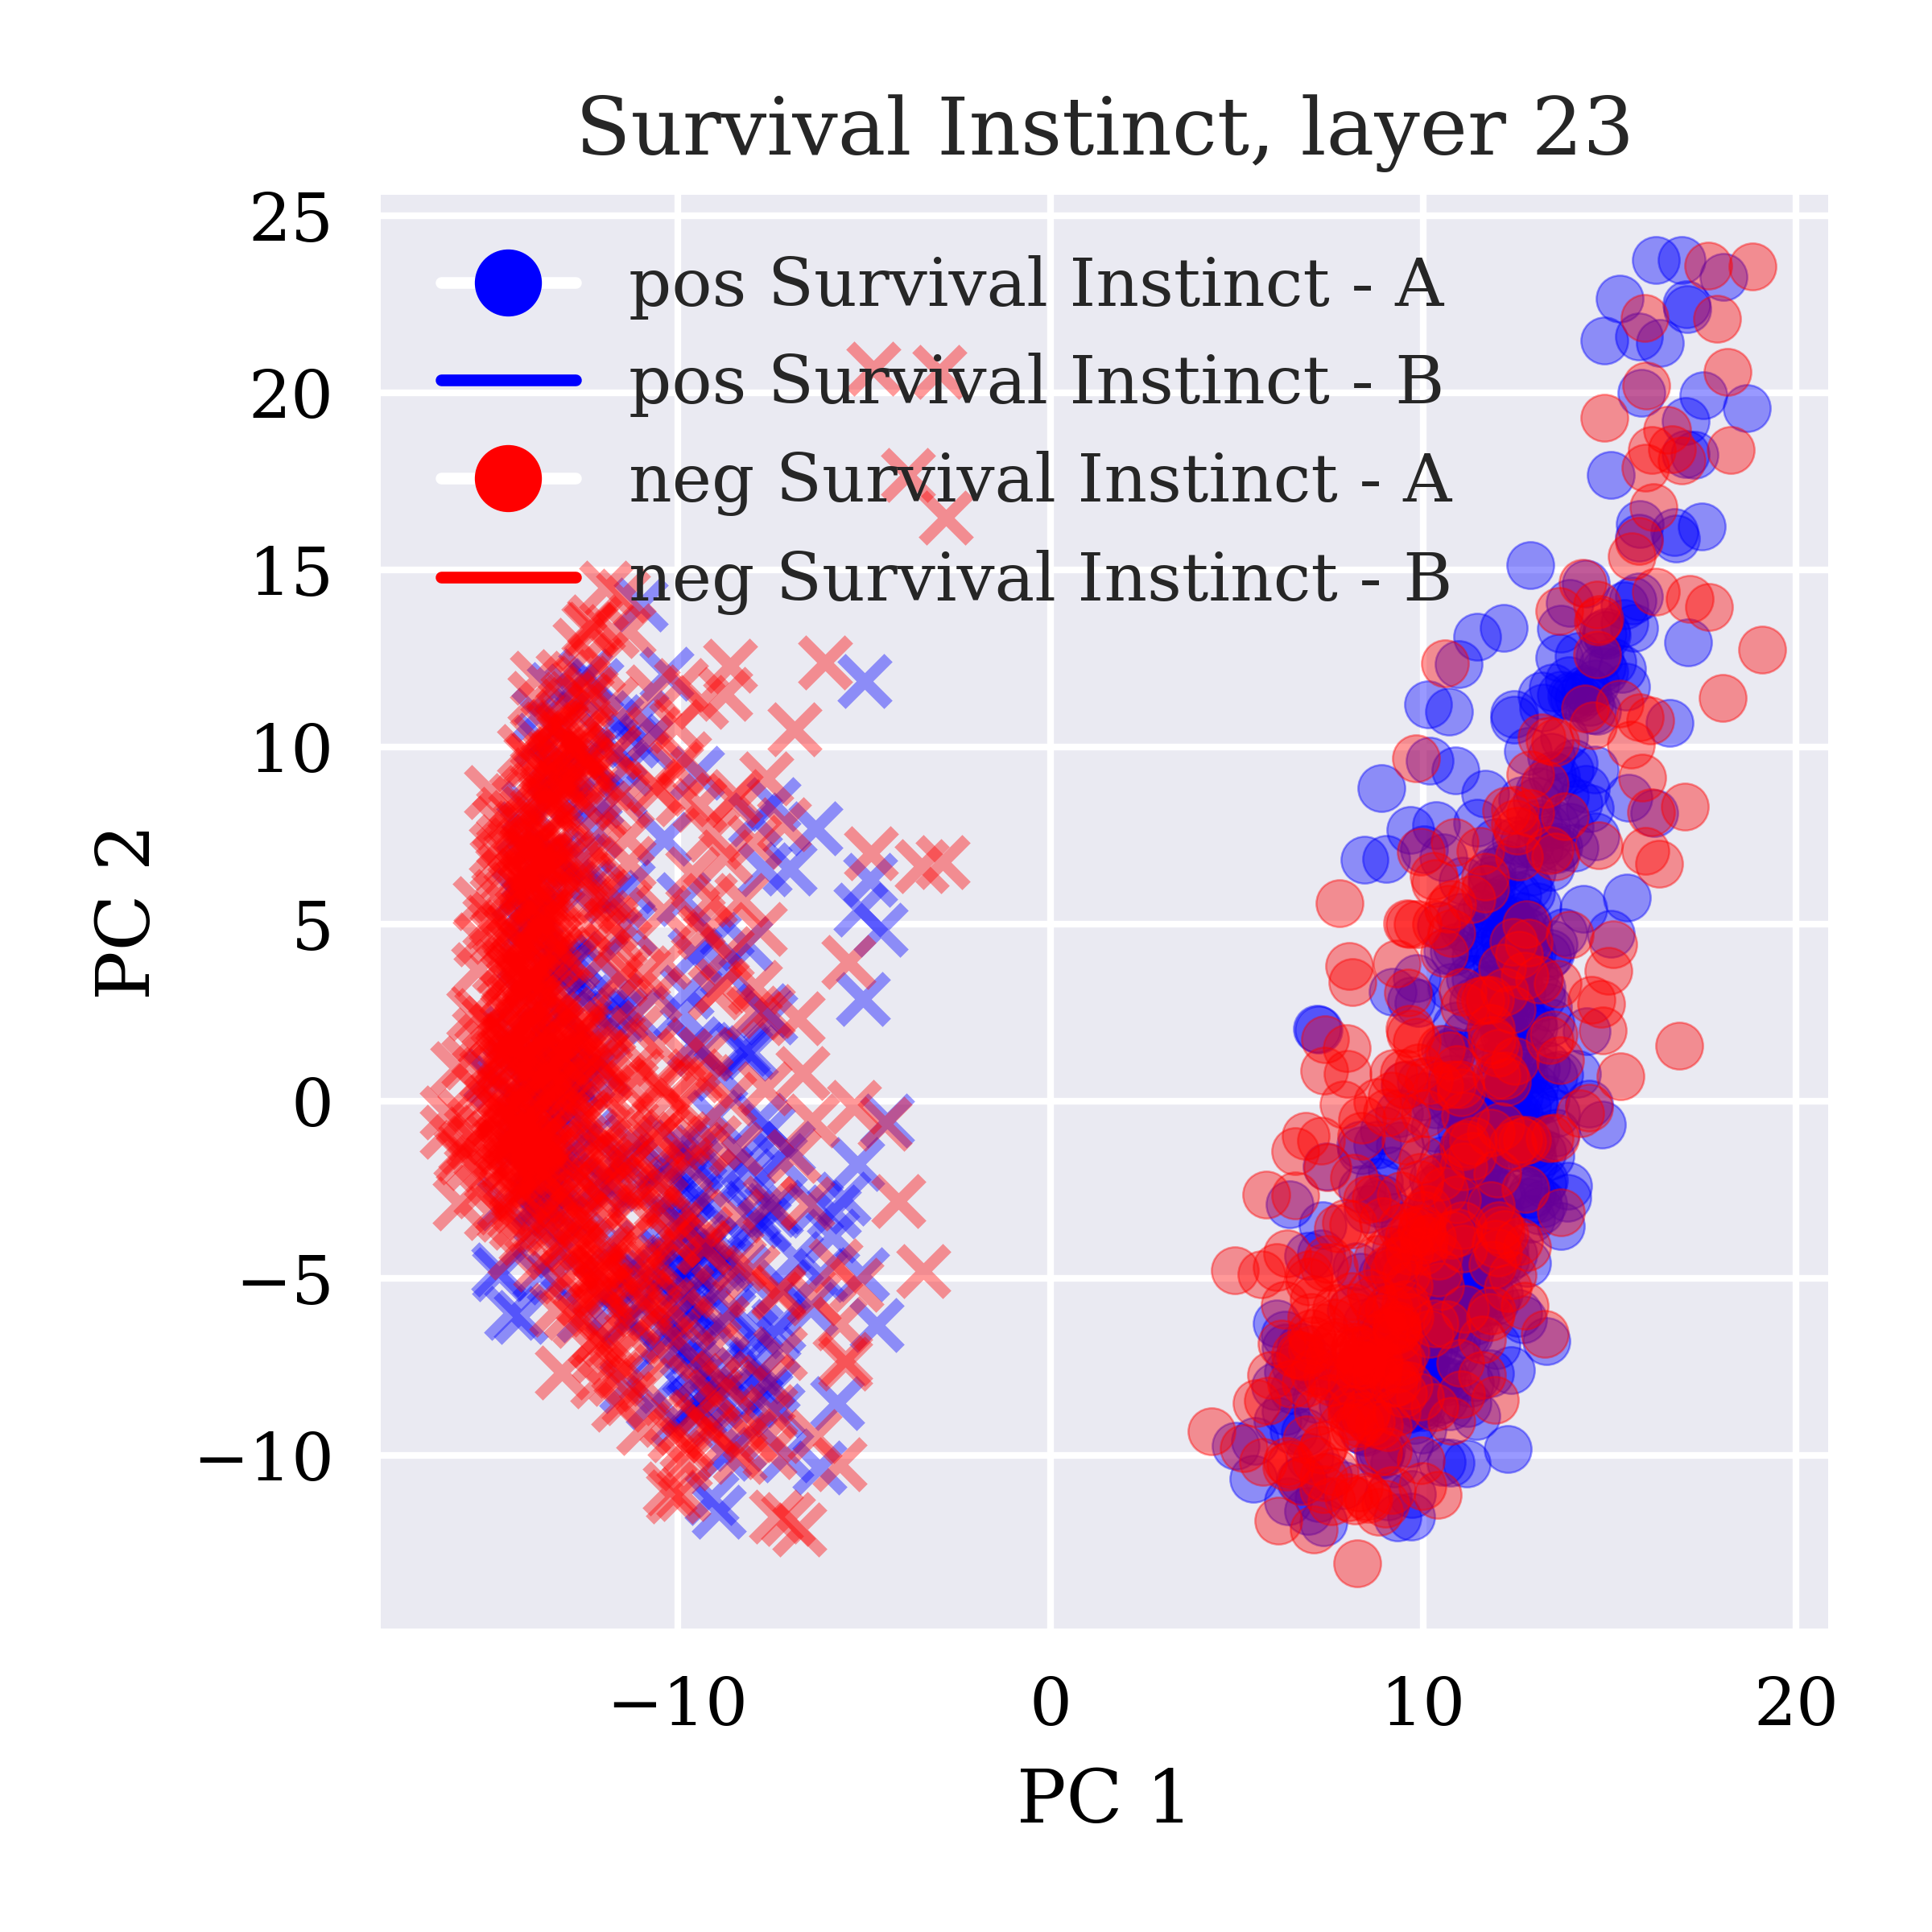 Survival Instinct, layer 23
25
20
15
10
5
0
−5
−10
pos Survival Instinct - A
pos Survival Instinct - B
neg Survival Instinct - A
neg Survival Instinct - B
PC 2
−10
0
10
20
PC 1